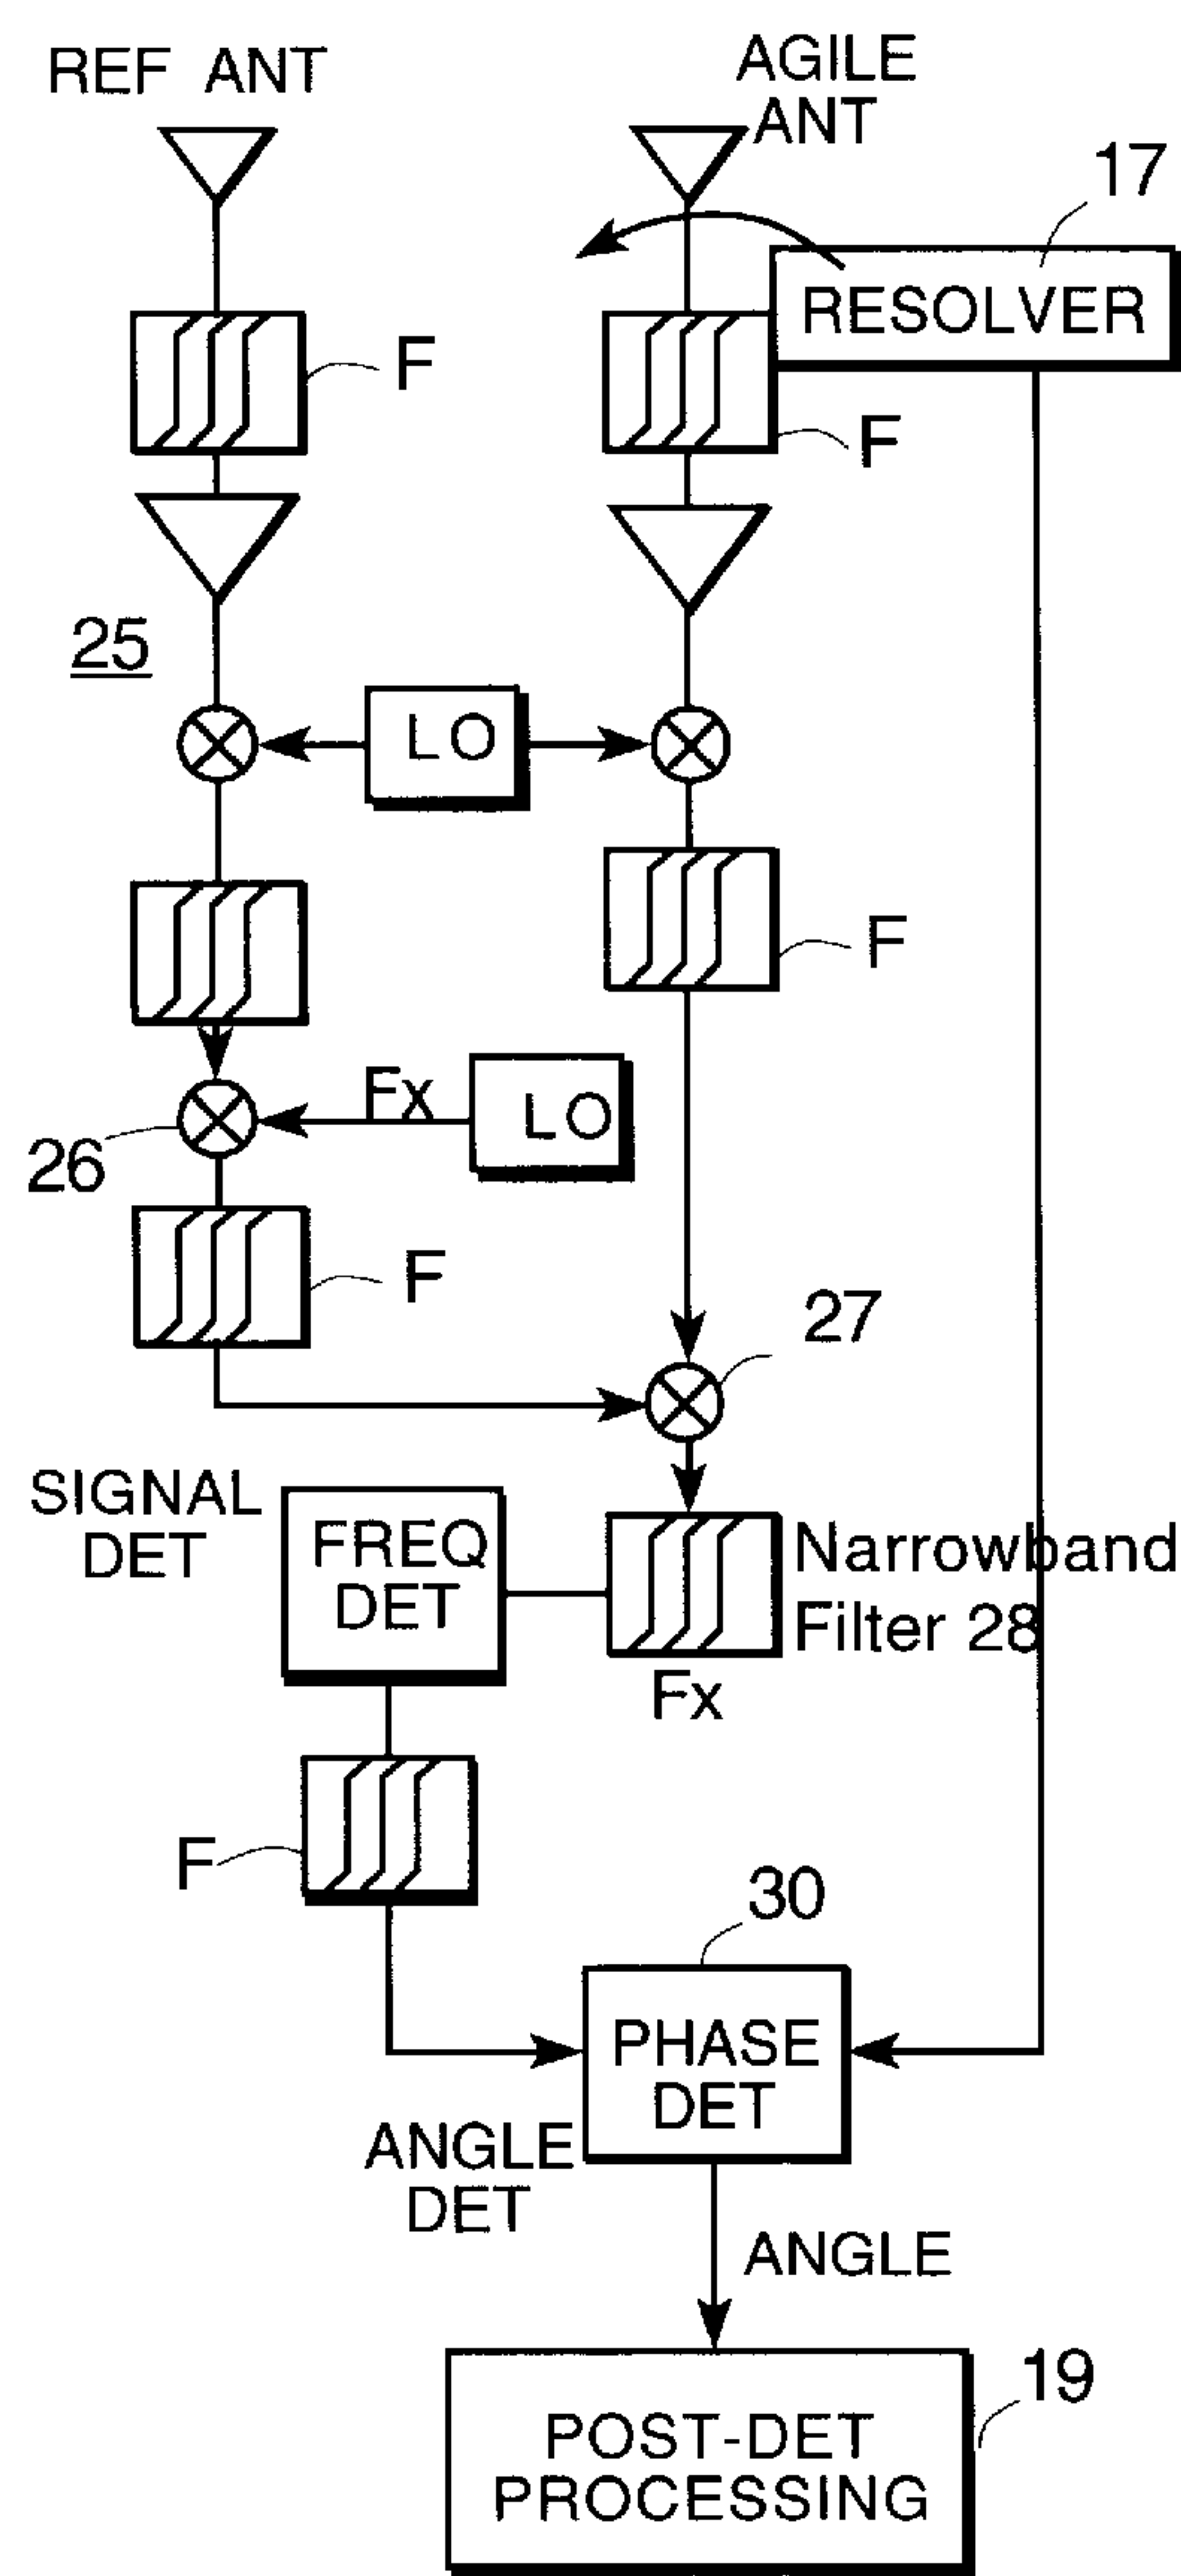 REF ANT
AGILE
ANT
17
RESOLVER
F
F
25
LO
F
Fx
LO
26
F
27
SIGNAL
DET
FREQ
DET
Narrowband
Filter 28
Fx
F
30
PHASE
DET
ANGLE
DET
ANGLE
19
POST-DET
PROCESSING